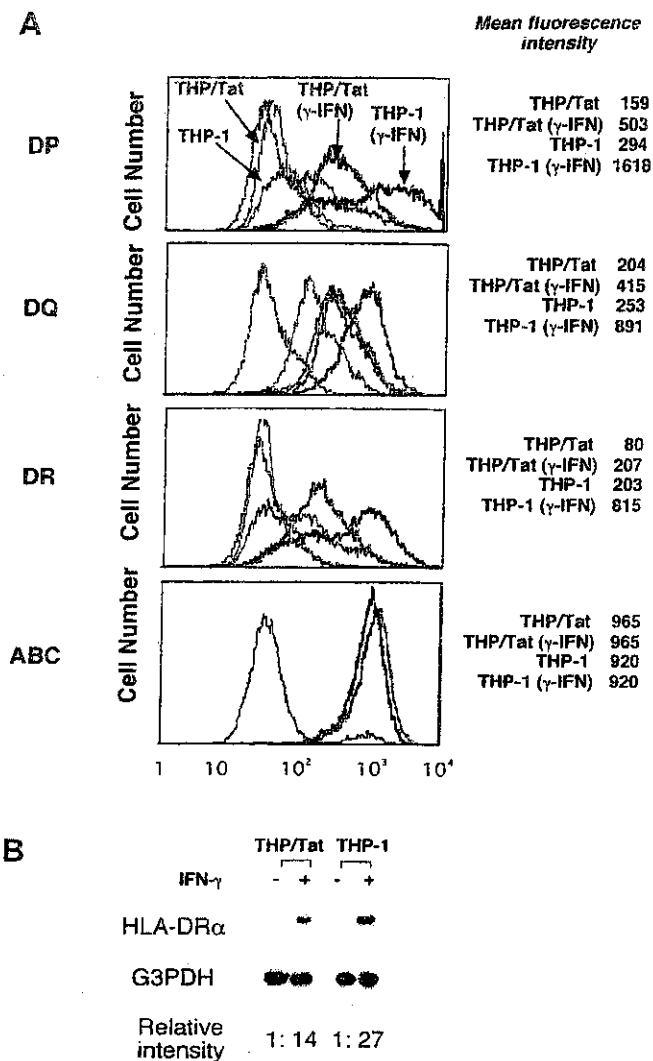 A
Mean fluorescence
intensity
DP
Cell Number
THP/Tat
THP-1
THP/Tat
(γ-IFN)
THP-1
(γ-IFN)
THP/Tat 159
THP/Tat (γ-IFN) 503
THP-1 294
THP-1 (γ-IFN) 1618
DQ
Cell Number
THP/Tat 204
THP/Tat (γ-IFN) 415
THP-1 253
THP-1 (γ-IFN) 891
DR
Cell Number
THP/Tat 80
THP/Tat (γ-IFN) 207
THP-1 203
THP-1 (γ-IFN) 815
ABC
Cell Number
THP/Tat 965
THP/Tat (γ-IFN) 965
THP-1 920
THP-1 (γ-IFN) 920
1 10 10² 10³ 10⁴
B
THP/Tat THP-1
IFN-γ - + - +
HLA-DRα
G3PDH
Relative
intensity
1: 14 1: 27